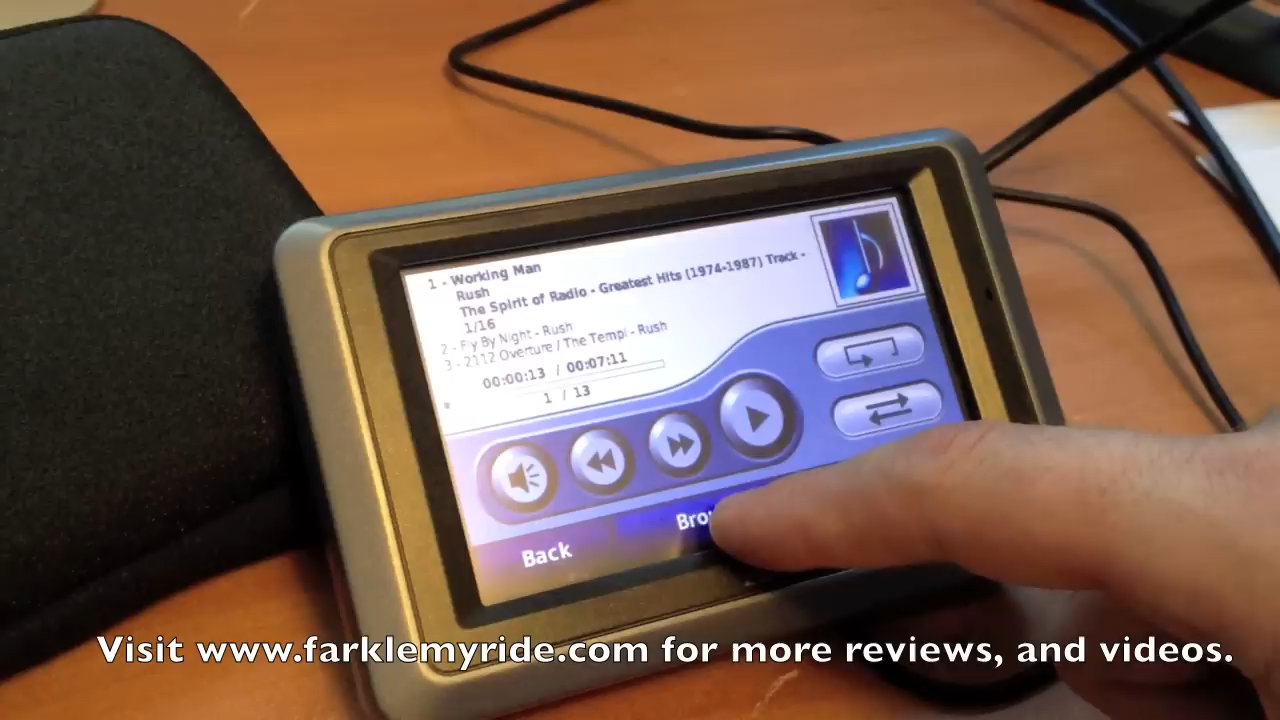 1 - Working Man
Rush
The Spirit of Radio - Greatest Hits (1974-1987) Track -
1/16
2 - Fly By Night - Rush
3 - 2112 Overture / The Templ - Rush
00:00:13 / 00:07:11
1 / 13
Back
Bro
Visit www.farklemyride.com for more reviews, and videos.